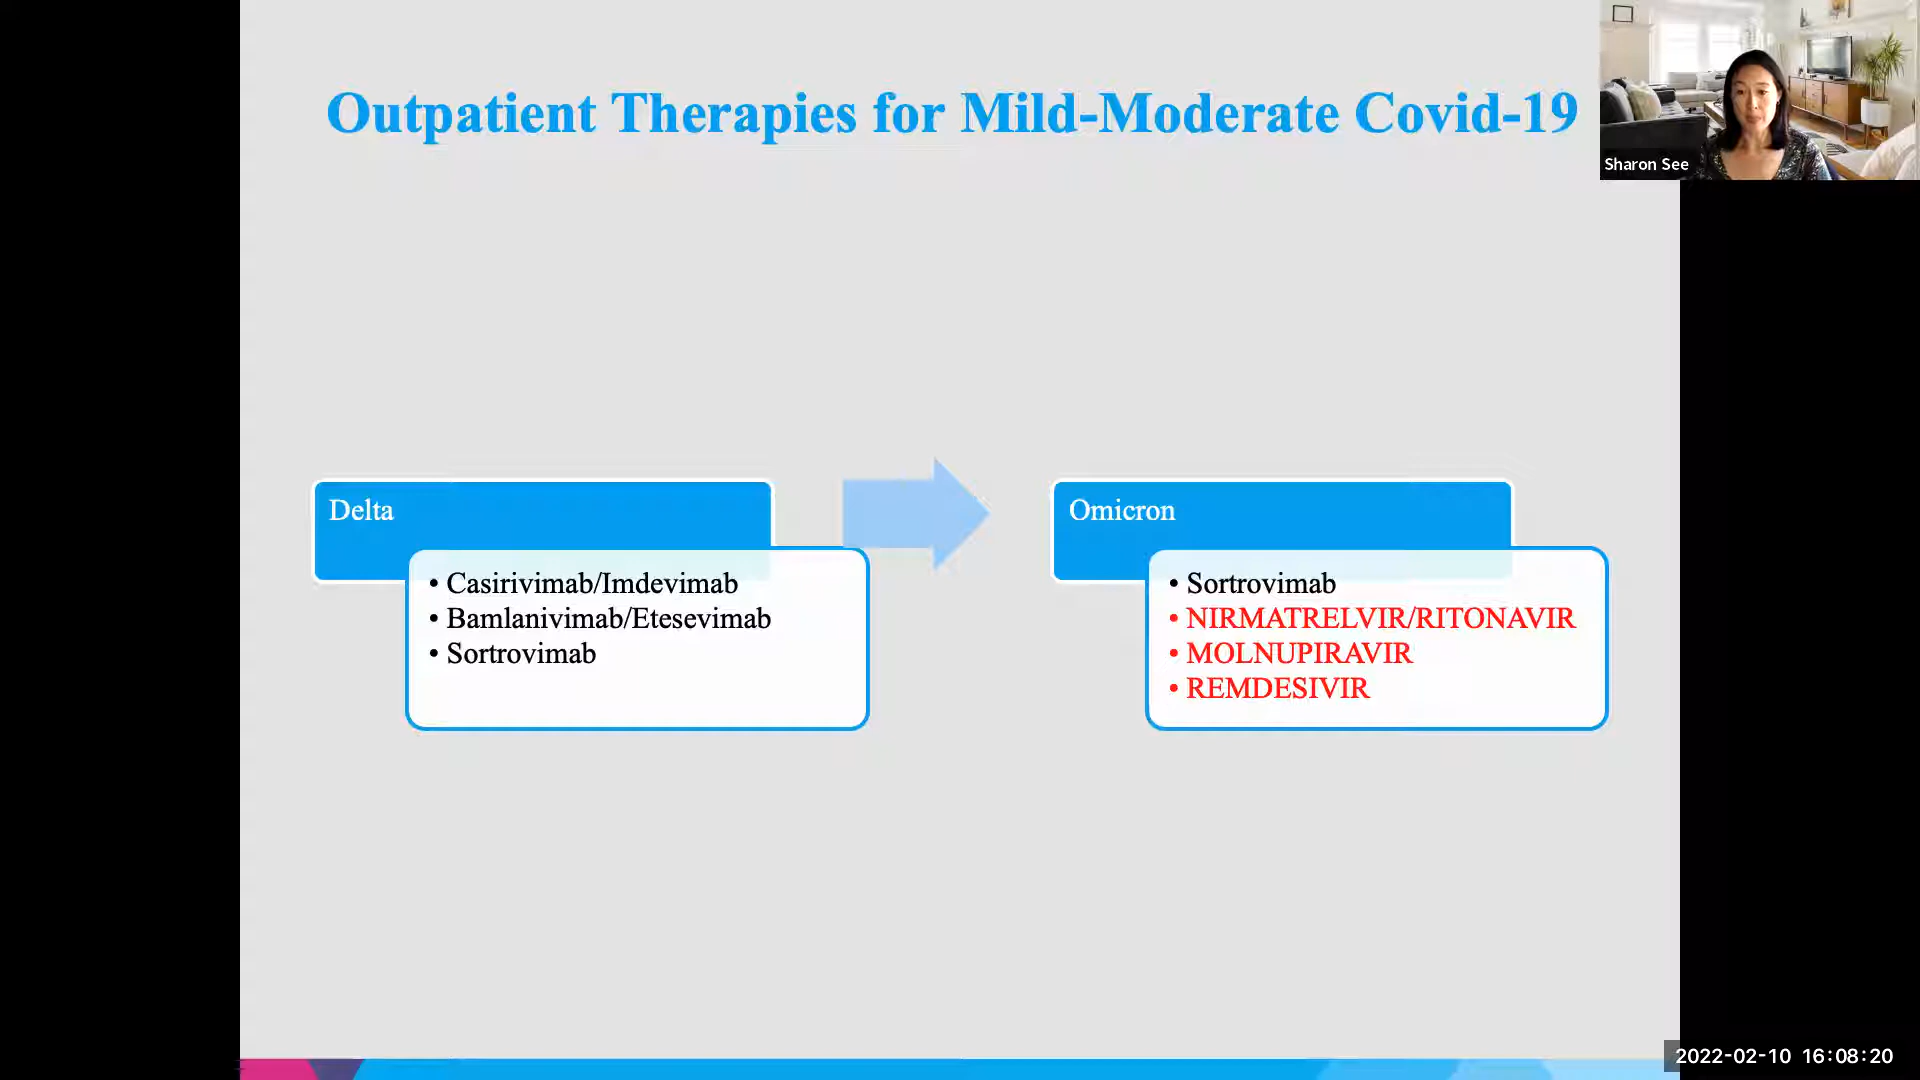 Outpatient Therapies for Mild-Moderate Covid-19
Sharon See
Delta
• Casirivimab/Imdevimab
• Bamlanivimab/Etesevimab
• Sortrovimab
Omicron
• Sortrovimab
• NIRMATRELVIR/RITONAVIR
• MOLNUPIRAVIR
• REMDESIVIR
2022-02-10 16:08:20